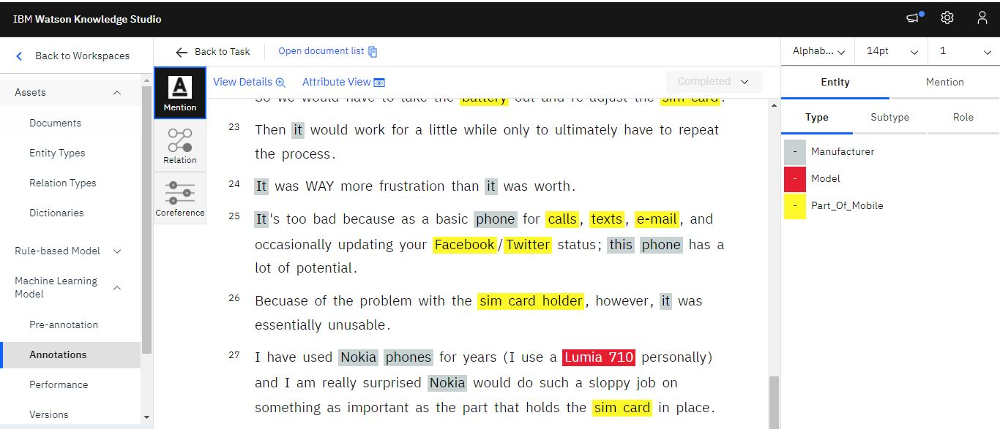 IBM Watson Knowledge Studio
Back to Workspaces
Assets
Documents
Entity Types
Relation Types
Dictionaries
Rule-based Model
Machine Learning
Model
Pre-annotation
Annotations
Performance
Versions
Back to Task
Open document list
Mention
Relation
Coreference
View Details
Attribute View
Completed
So we would have to take the battery out and re-adjust the sim card.
23 Then it would work for a little while only to ultimately have to repeat
the process.
24 It was WAY more frustration than it was worth.
25 It's too bad because as a basic phone for calls, texts, e-mail, and
occasionally updating your Facebook/Twitter status; this phone has a
lot of potential.
26 Becuase of the problem with the sim card holder, however, it was
essentially unusable.
27 I have used Nokia phones for years (I use a Lumia 710 personally)
and I am really surprised Nokia would do such a sloppy job on
something as important as the part that holds the sim card in place.
Alphab... 14pt 1
Entity Mention
Type Subtype Role
- Manufacturer
- Model
- Part_Of_Mobile